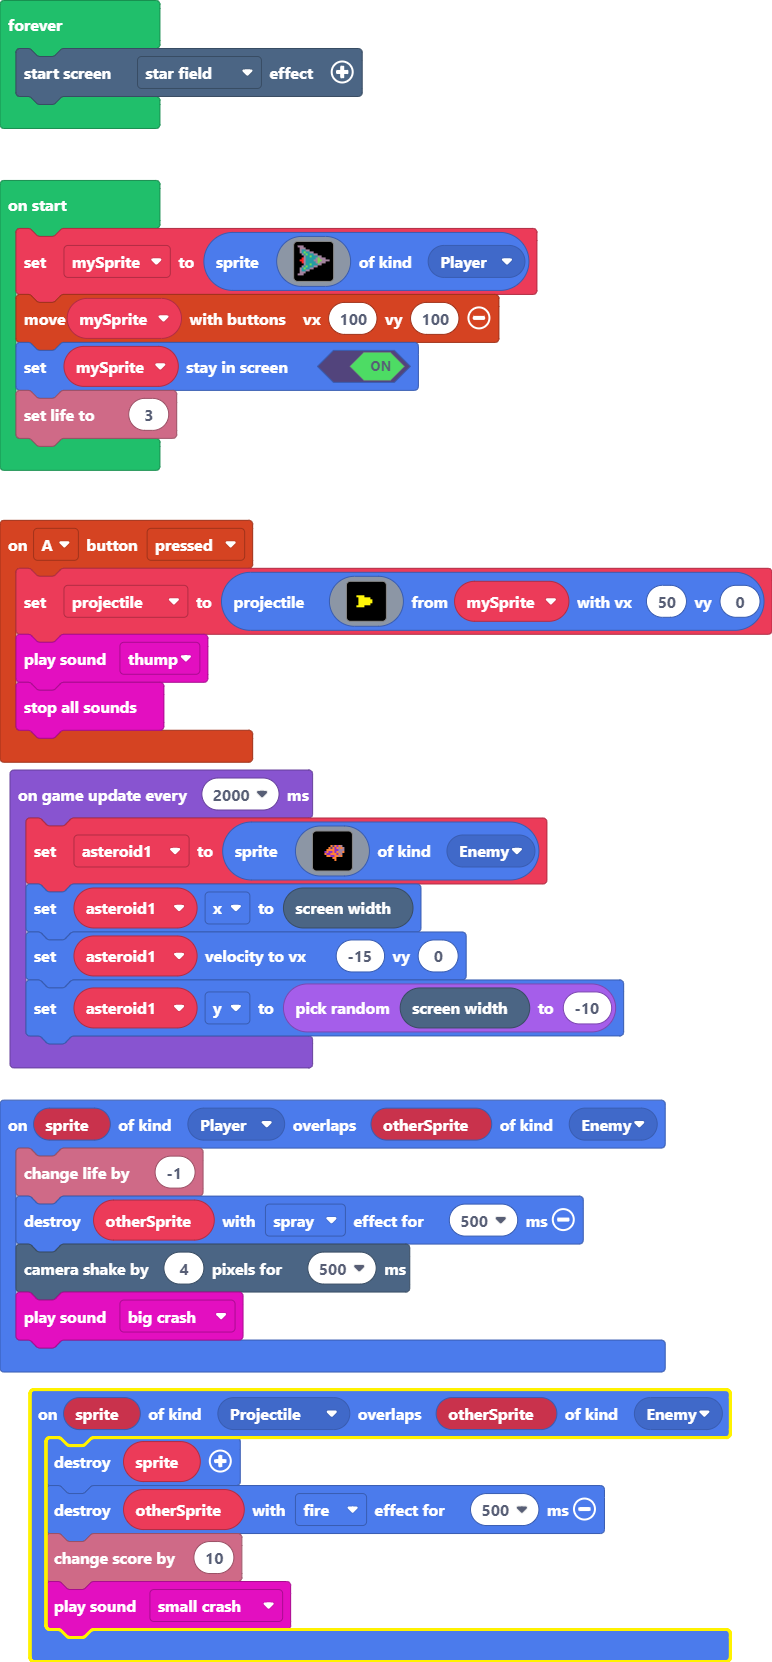 forever
start screen star field effect
on start
set mySprite to sprite of kind Player
move mySprite with buttons vx 100 vy 100
set mySprite stay in screen ON
set life to 3
on A button pressed
set projectile to projectile from mySprite with vx 50 vy 0
play sound thump
stop all sounds
on game update every 2000 ms
set asteroid1 to sprite of kind Enemy
set asteroid1 x to screen width
set asteroid1 velocity to vx -15 vy 0
set asteroid1 y to pick random screen width to -10
on sprite of kind Player overlaps otherSprite of kind Enemy
change life by -1
destroy otherSprite with spray effect for 500 ms
camera shake by 4 pixels for 500 ms
play sound big crash
on sprite of kind Projectile overlaps otherSprite of kind Enemy
destroy sprite
destroy otherSprite with fire effect for 500 ms
change score by 10
play sound small crash